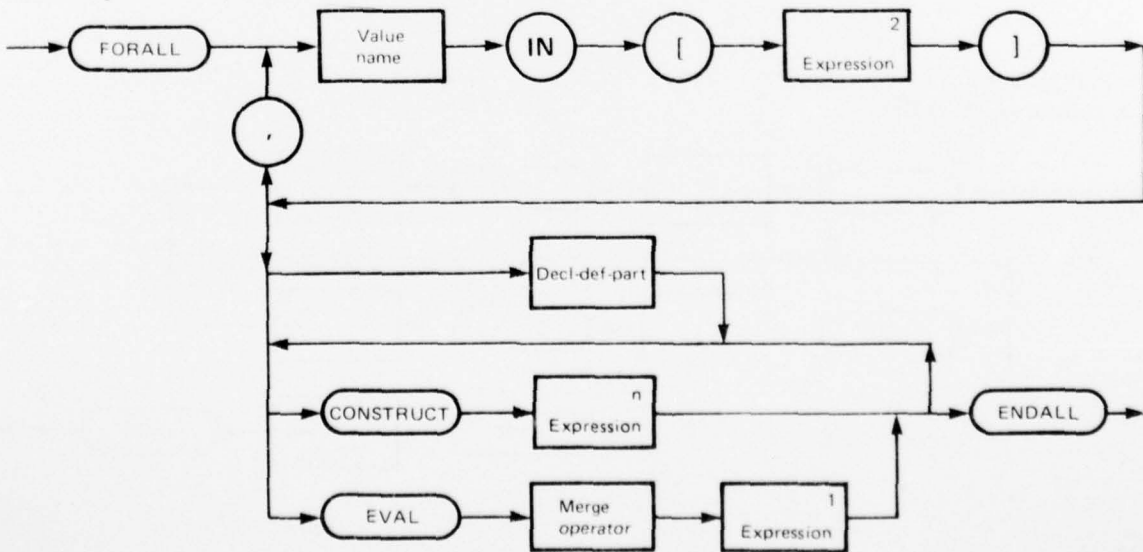 FORALL
Value
name
IN
[
2
Expression
]
,
Decl-def-part
CONSTRUCT
n
Expression
ENDALL
EVAL
Merge
operator
1
Expression